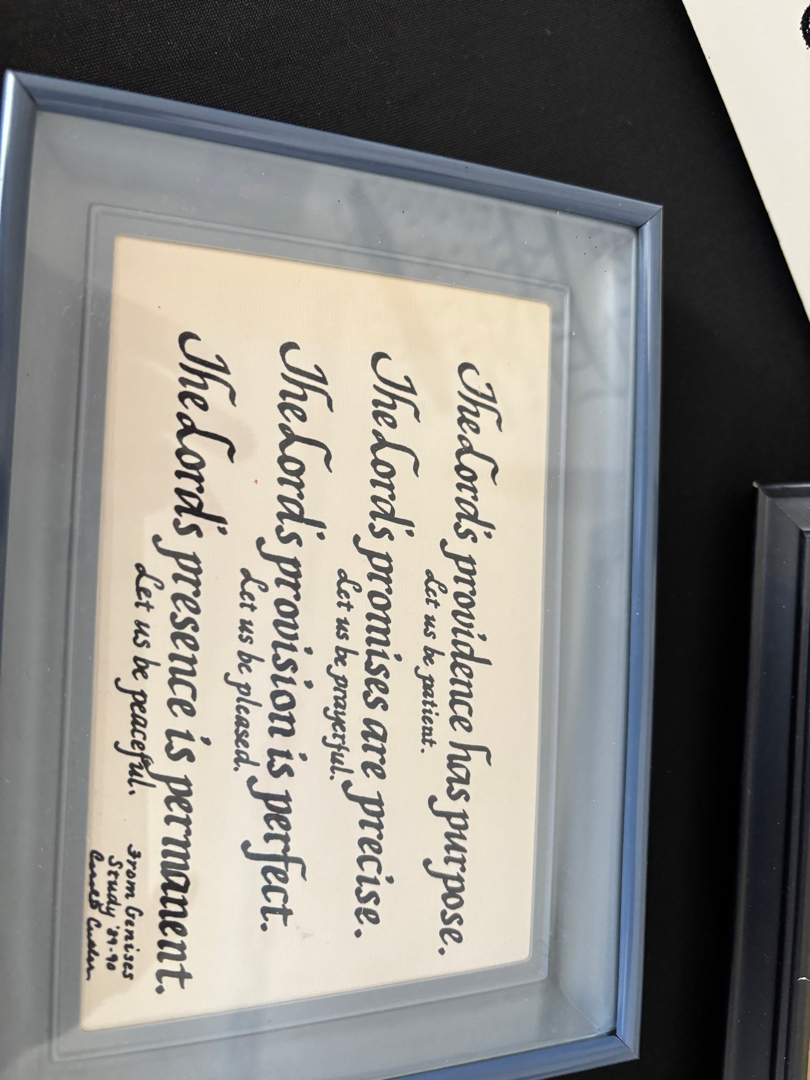 The Lord's providence has purpose.
Let us be patient.
The Lord's promises are precise.
Let us be prayerful.
The Lord's provision is perfect.
Let us be pleased.
The Lord's presence is permanent.
Let us be peaceful.
From Genises
Study '89-90